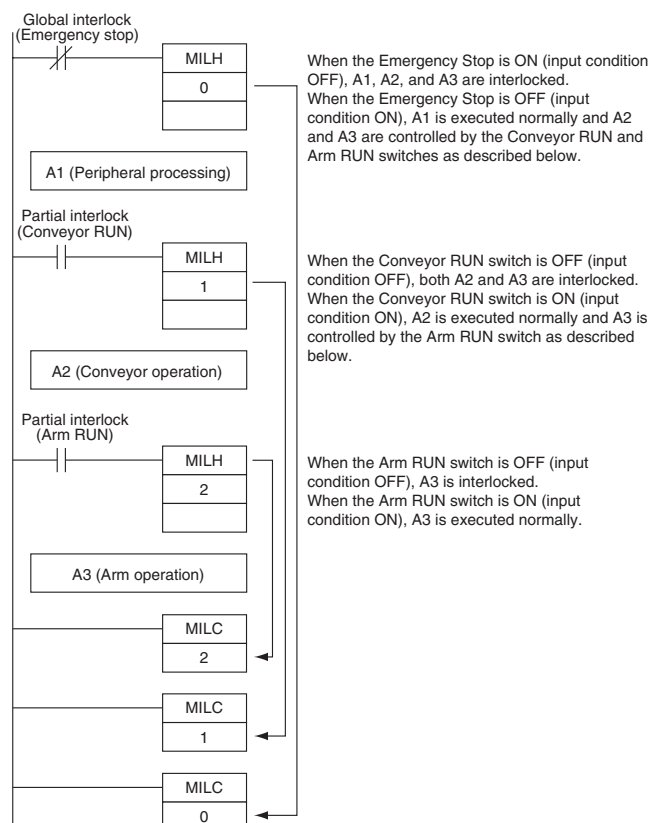 Global interlock
(Emergency stop)
MILH
0
When the Emergency Stop is ON (input condition
OFF), A1, A2, and A3 are interlocked.
When the Emergency Stop is OFF (input
condition ON), A1 is executed normally and A2
and A3 are controlled by the Conveyor RUN and
Arm RUN switches as described below.
A1 (Peripheral processing)
Partial interlock
(Conveyor RUN)
MILH
1
When the Conveyor RUN switch is OFF (input
condition OFF), both A2 and A3 are interlocked.
When the Conveyor RUN switch is ON (input
condition ON), A2 is executed normally and A3 is
controlled by the Arm RUN switch as described
below.
A2 (Conveyor operation)
Partial interlock
(Arm RUN)
MILH
2
When the Arm RUN switch is OFF (input
condition OFF), A3 is interlocked.
When the Arm RUN switch is ON (input
condition ON), A3 is executed normally.
A3 (Arm operation)
MILC
2
MILC
1
MILC
0